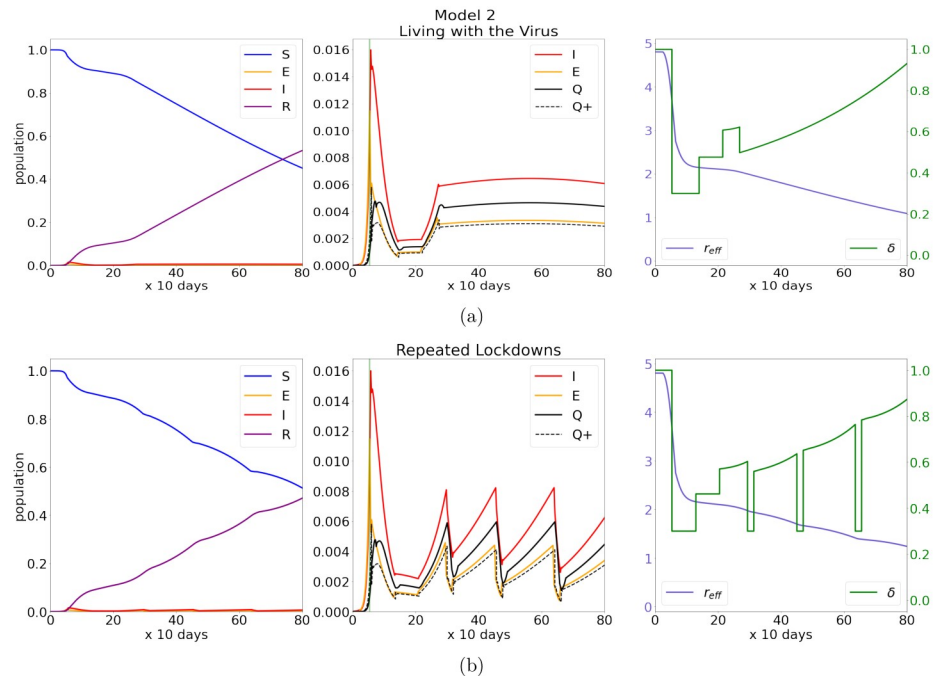 Model 2
Living with the Virus
1.0
0.8
0.6
0.4
0.2
0.0
population
S
E
I
R
0 20 40 60 80
x 10 days
0.016
0.014
0.012
0.010
0.008
0.006
0.004
0.002
0.000
I
E
Q
Q+
0 20 40 60 80
x 10 days
5
4
3
2
1
0
r_eff
δ
1.0
0.8
0.6
0.4
0.2
0.0
0 20 40 60 80
x 10 days
(a)
Repeated Lockdowns
1.0
0.8
0.6
0.4
0.2
0.0
population
S
E
I
R
0 20 40 60 80
x 10 days
0.016
0.014
0.012
0.010
0.008
0.006
0.004
0.002
0.000
I
E
Q
Q+
0 20 40 60 80
x 10 days
5
4
3
2
1
0
r_eff
δ
1.0
0.8
0.6
0.4
0.2
0.0
0 20 40 60 80
x 10 days
(b)